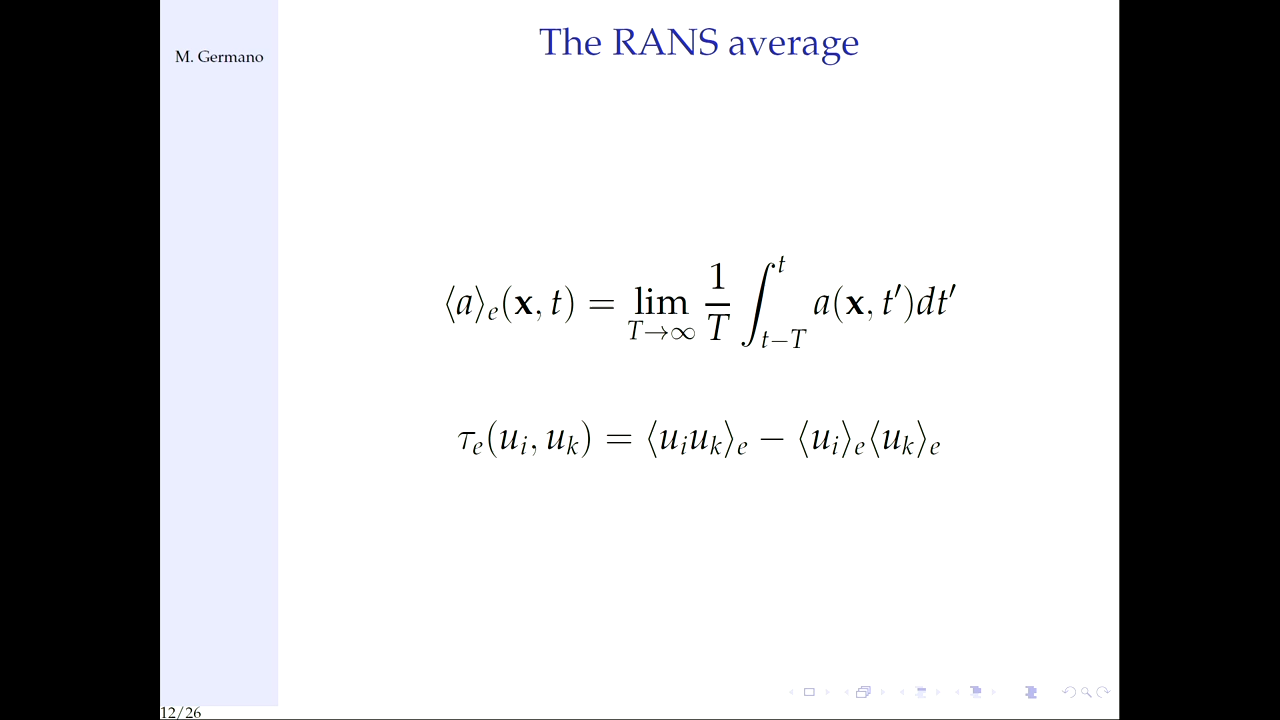 The RANS average
M. Germano
⟨a⟩ₑ(𝐱, t) = lim_{T→∞} 1/T ∫_{t−T}^{t} a(𝐱, t′)dt′
τₑ(uᵢ, uₖ) = ⟨uᵢuₖ⟩ₑ − ⟨uᵢ⟩ₑ⟨uₖ⟩ₑ
12/26